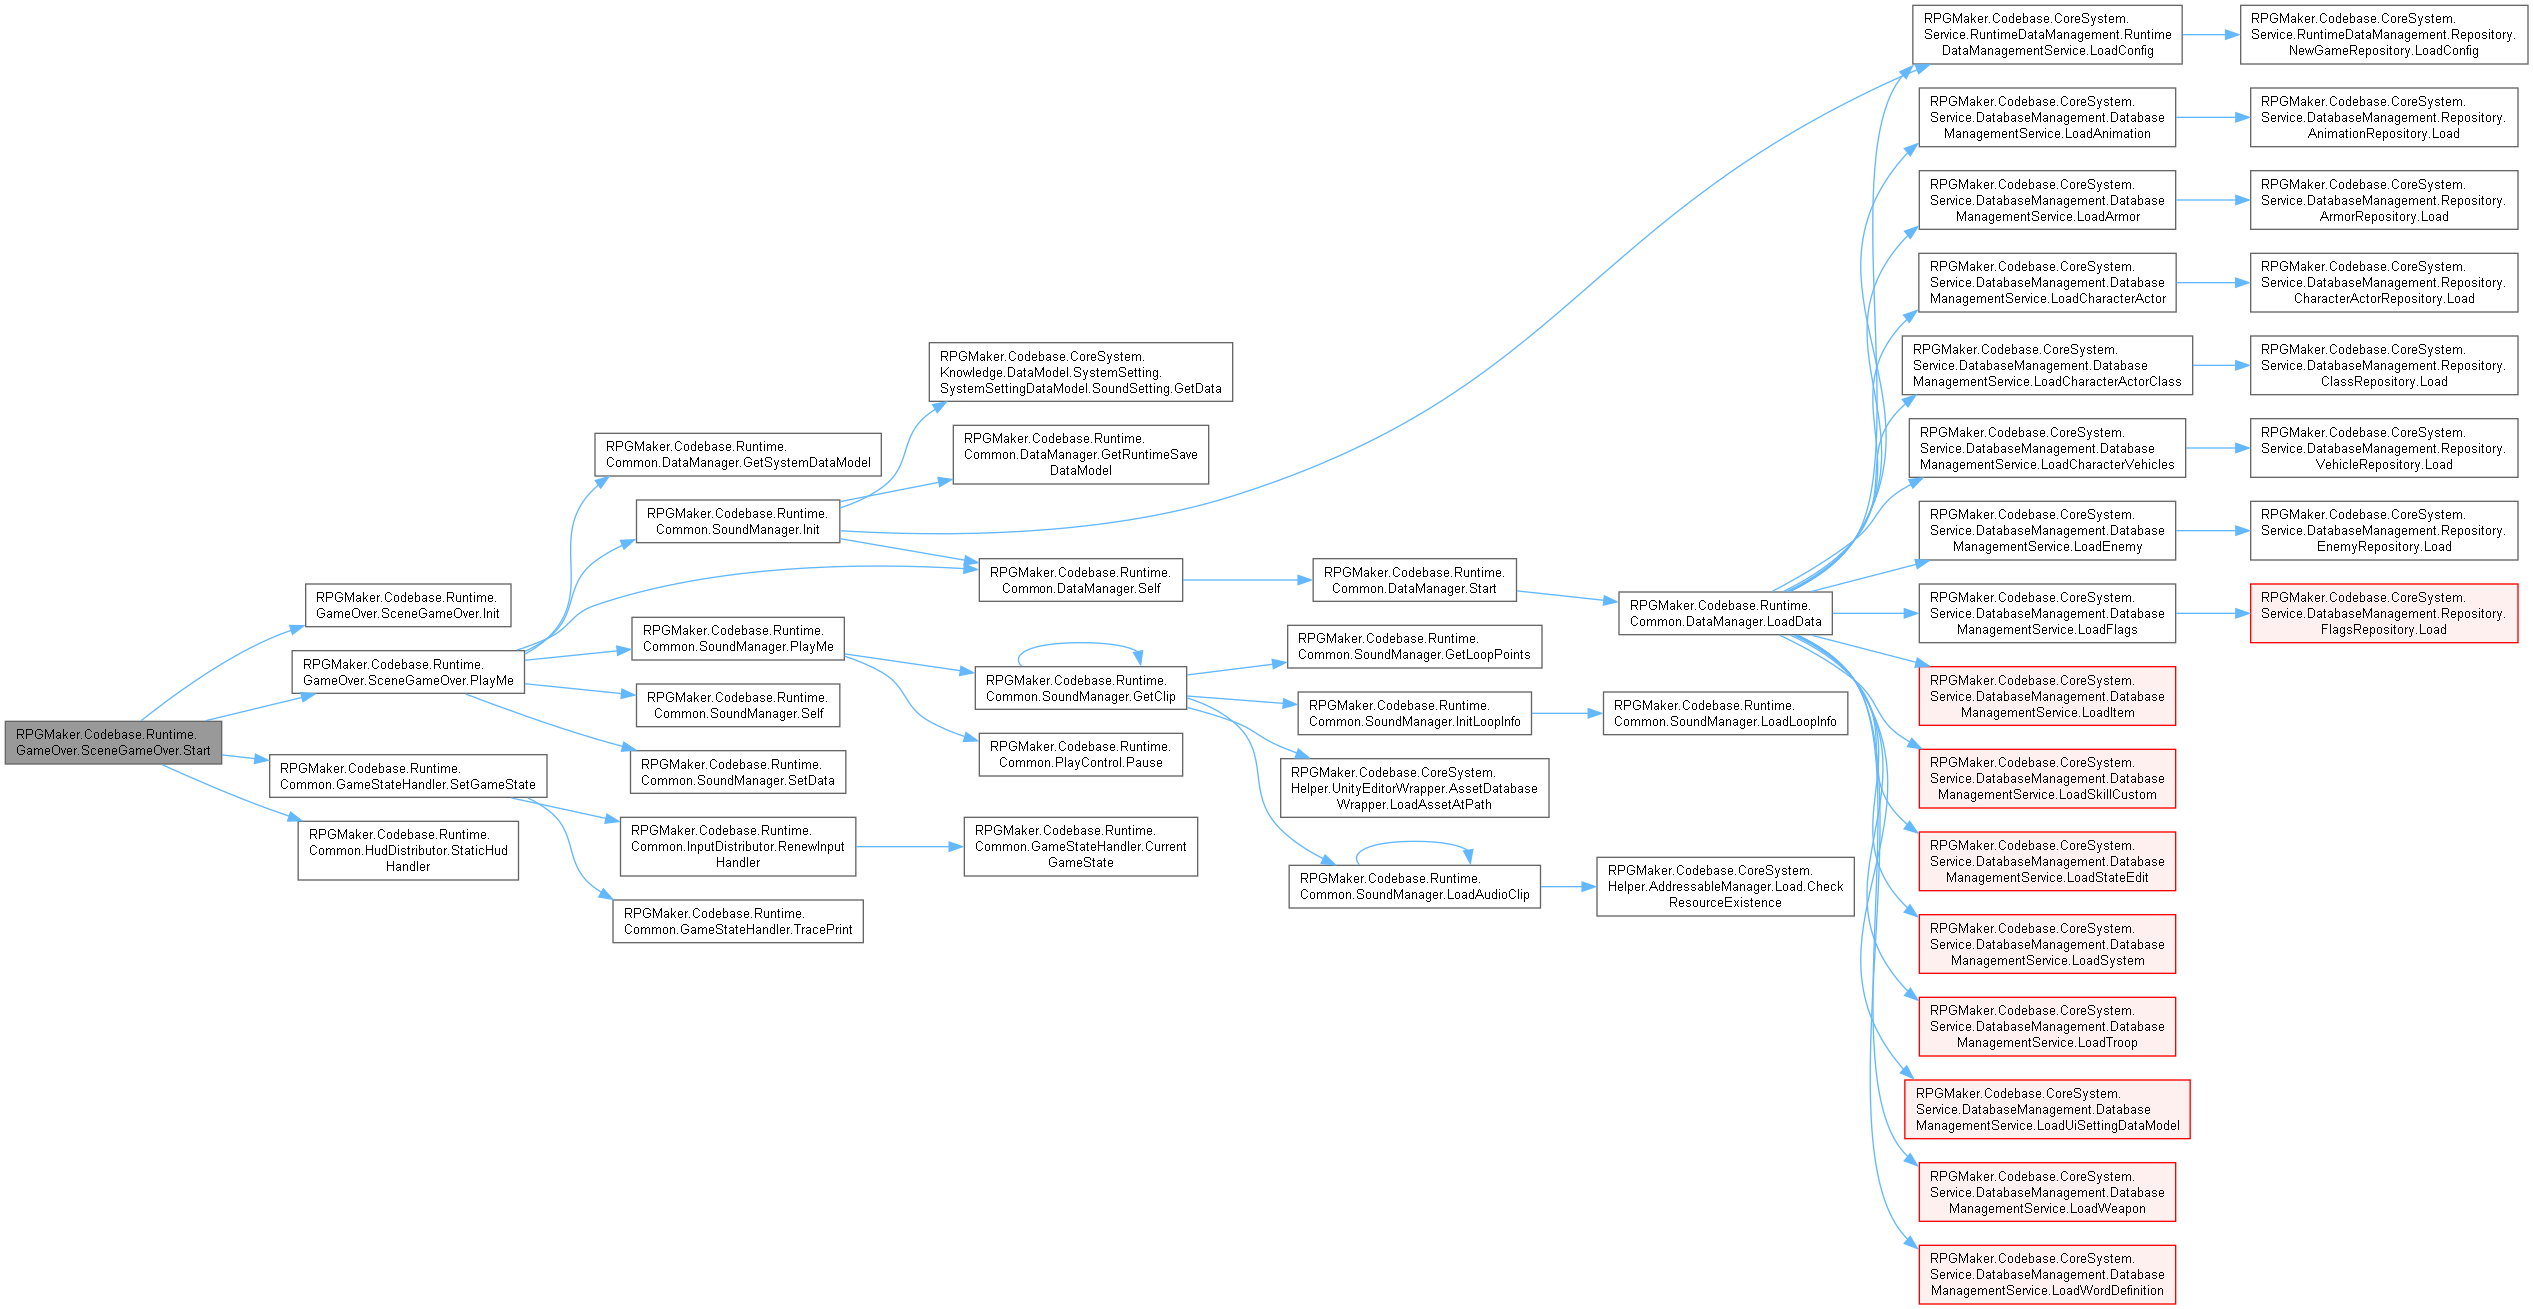 RPGMaker.Codebase.Runtime.
GameOver.SceneGameOver.Start
RPGMaker.Codebase.Runtime.
GameOver.SceneGameOver.Init
RPGMaker.Codebase.Runtime.
GameOver.SceneGameOver.PlayMe
RPGMaker.Codebase.Runtime.
Common.GameStateHandler.SetGameState
RPGMaker.Codebase.Runtime.
Common.HudDistributor.StaticHud
Handler
RPGMaker.Codebase.Runtime.
Common.DataManager.GetSystemDataModel
RPGMaker.Codebase.Runtime.
Common.SoundManager.Init
RPGMaker.Codebase.Runtime.
Common.SoundManager.PlayMe
RPGMaker.Codebase.Runtime.
Common.SoundManager.Self
RPGMaker.Codebase.Runtime.
Common.SoundManager.SetData
RPGMaker.Codebase.Runtime.
Common.InputDistributor.RenewInput
Handler
RPGMaker.Codebase.Runtime.
Common.GameStateHandler.TracePrint
RPGMaker.Codebase.CoreSystem.
Knowledge.DataModel.SystemSetting.
SystemSettingDataModel.SoundSetting.GetData
RPGMaker.Codebase.Runtime.
Common.DataManager.GetRuntimeSave
DataModel
RPGMaker.Codebase.Runtime.
Common.DataManager.Self
RPGMaker.Codebase.Runtime.
Common.SoundManager.GetClip
RPGMaker.Codebase.Runtime.
Common.PlayControl.Pause
RPGMaker.Codebase.Runtime.
Common.GameStateHandler.Current
GameState
RPGMaker.Codebase.Runtime.
Common.DataManager.Start
RPGMaker.Codebase.Runtime.
Common.SoundManager.GetLoopPoints
RPGMaker.Codebase.Runtime.
Common.SoundManager.InitLoopInfo
RPGMaker.Codebase.CoreSystem.
Helper.UnityEditorWrapper.AssetDatabase
Wrapper.LoadAssetAtPath
RPGMaker.Codebase.Runtime.
Common.SoundManager.LoadAudioClip
RPGMaker.Codebase.Runtime.
Common.DataManager.LoadData
RPGMaker.Codebase.Runtime.
Common.SoundManager.LoadLoopInfo
RPGMaker.Codebase.CoreSystem.
Helper.AddressableManager.Load.Check
ResourceExistence
RPGMaker.Codebase.CoreSystem.
Service.RuntimeDataManagement.Runtime
DataManagementService.LoadConfig
RPGMaker.Codebase.CoreSystem.
Service.DatabaseManagement.Database
ManagementService.LoadAnimation
RPGMaker.Codebase.CoreSystem.
Service.DatabaseManagement.Database
ManagementService.LoadArmor
RPGMaker.Codebase.CoreSystem.
Service.DatabaseManagement.Database
ManagementService.LoadCharacterActor
RPGMaker.Codebase.CoreSystem.
Service.DatabaseManagement.Database
ManagementService.LoadCharacterActorClass
RPGMaker.Codebase.CoreSystem.
Service.DatabaseManagement.Database
ManagementService.LoadCharacterVehicles
RPGMaker.Codebase.CoreSystem.
Service.DatabaseManagement.Database
ManagementService.LoadEnemy
RPGMaker.Codebase.CoreSystem.
Service.DatabaseManagement.Database
ManagementService.LoadFlags
RPGMaker.Codebase.CoreSystem.
Service.DatabaseManagement.Database
ManagementService.LoadItem
RPGMaker.Codebase.CoreSystem.
Service.DatabaseManagement.Database
ManagementService.LoadSkillCustom
RPGMaker.Codebase.CoreSystem.
Service.DatabaseManagement.Database
ManagementService.LoadStateEdit
RPGMaker.Codebase.CoreSystem.
Service.DatabaseManagement.Database
ManagementService.LoadSystem
RPGMaker.Codebase.CoreSystem.
Service.DatabaseManagement.Database
ManagementService.LoadTroop
RPGMaker.Codebase.CoreSystem.
Service.DatabaseManagement.Database
ManagementService.LoadUiSettingDataModel
RPGMaker.Codebase.CoreSystem.
Service.DatabaseManagement.Database
ManagementService.LoadWeapon
RPGMaker.Codebase.CoreSystem.
Service.DatabaseManagement.Database
ManagementService.LoadWordDefinition
RPGMaker.Codebase.CoreSystem.
Service.RuntimeDataManagement.Repository.
NewGameRepository.LoadConfig
RPGMaker.Codebase.CoreSystem.
Service.DatabaseManagement.Repository.
AnimationRepository.Load
RPGMaker.Codebase.CoreSystem.
Service.DatabaseManagement.Repository.
ArmorRepository.Load
RPGMaker.Codebase.CoreSystem.
Service.DatabaseManagement.Repository.
CharacterActorRepository.Load
RPGMaker.Codebase.CoreSystem.
Service.DatabaseManagement.Repository.
ClassRepository.Load
RPGMaker.Codebase.CoreSystem.
Service.DatabaseManagement.Repository.
VehicleRepository.Load
RPGMaker.Codebase.CoreSystem.
Service.DatabaseManagement.Repository.
EnemyRepository.Load
RPGMaker.Codebase.CoreSystem.
Service.DatabaseManagement.Repository.
FlagsRepository.Load